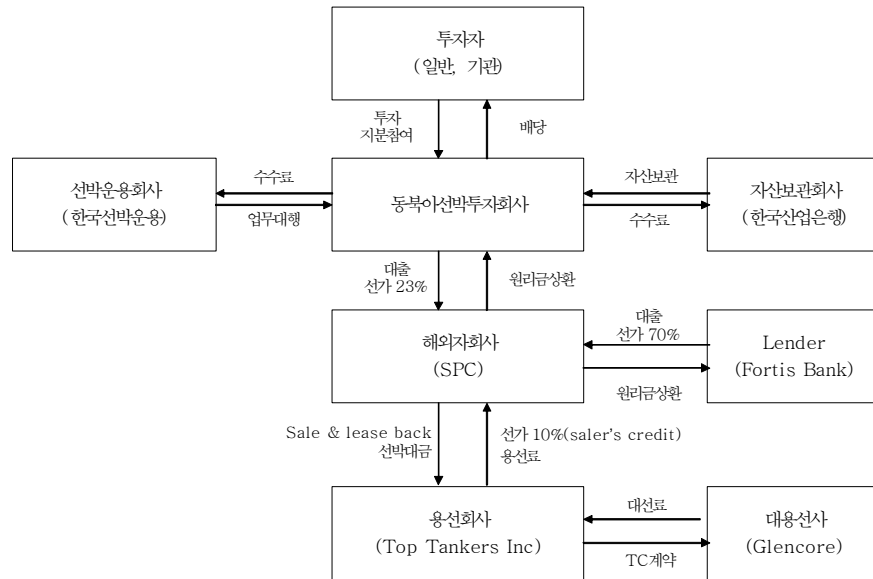 투자자
(일반, 기관)
투자
지분참여
배당
선박운용회사
(한국선박운용)
수수료
업무대행
동북아선박투자회사
자산보관
수수료
자산보관회사
(한국산업은행)
대출
선가 23%
원리금상환
해외자회사
(SPC)
대출
선가 70%
원리금상환
Lender
(Fortis Bank)
Sale & lease back
선박대금
선가 10%(saler's credit)
용선료
용선회사
(Top Tankers Inc)
대선료
TC계약
대용선사
(Glencore)